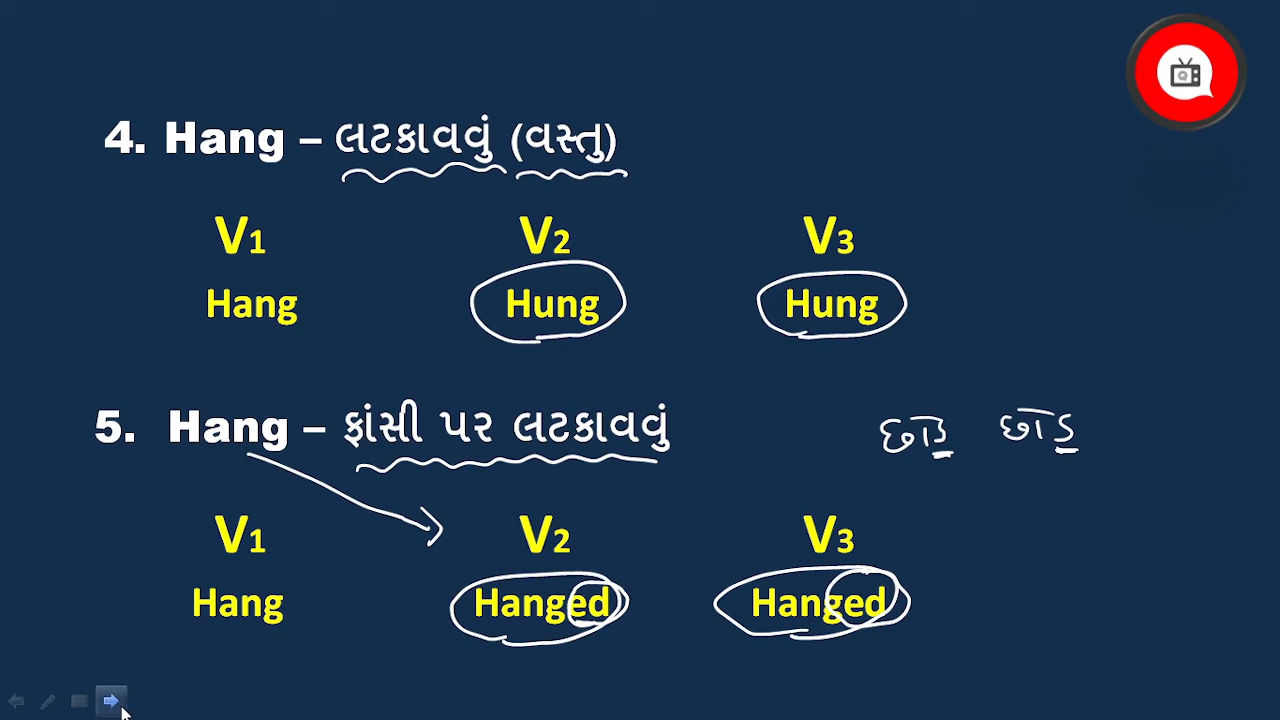 4. Hang – લટકાવવું (વસ્તુ)
V1 V2 V3
Hang Hung Hung
5. Hang – ફાંસી પર લટકાવવું
V1 V2 V3
Hang Hanged Hanged